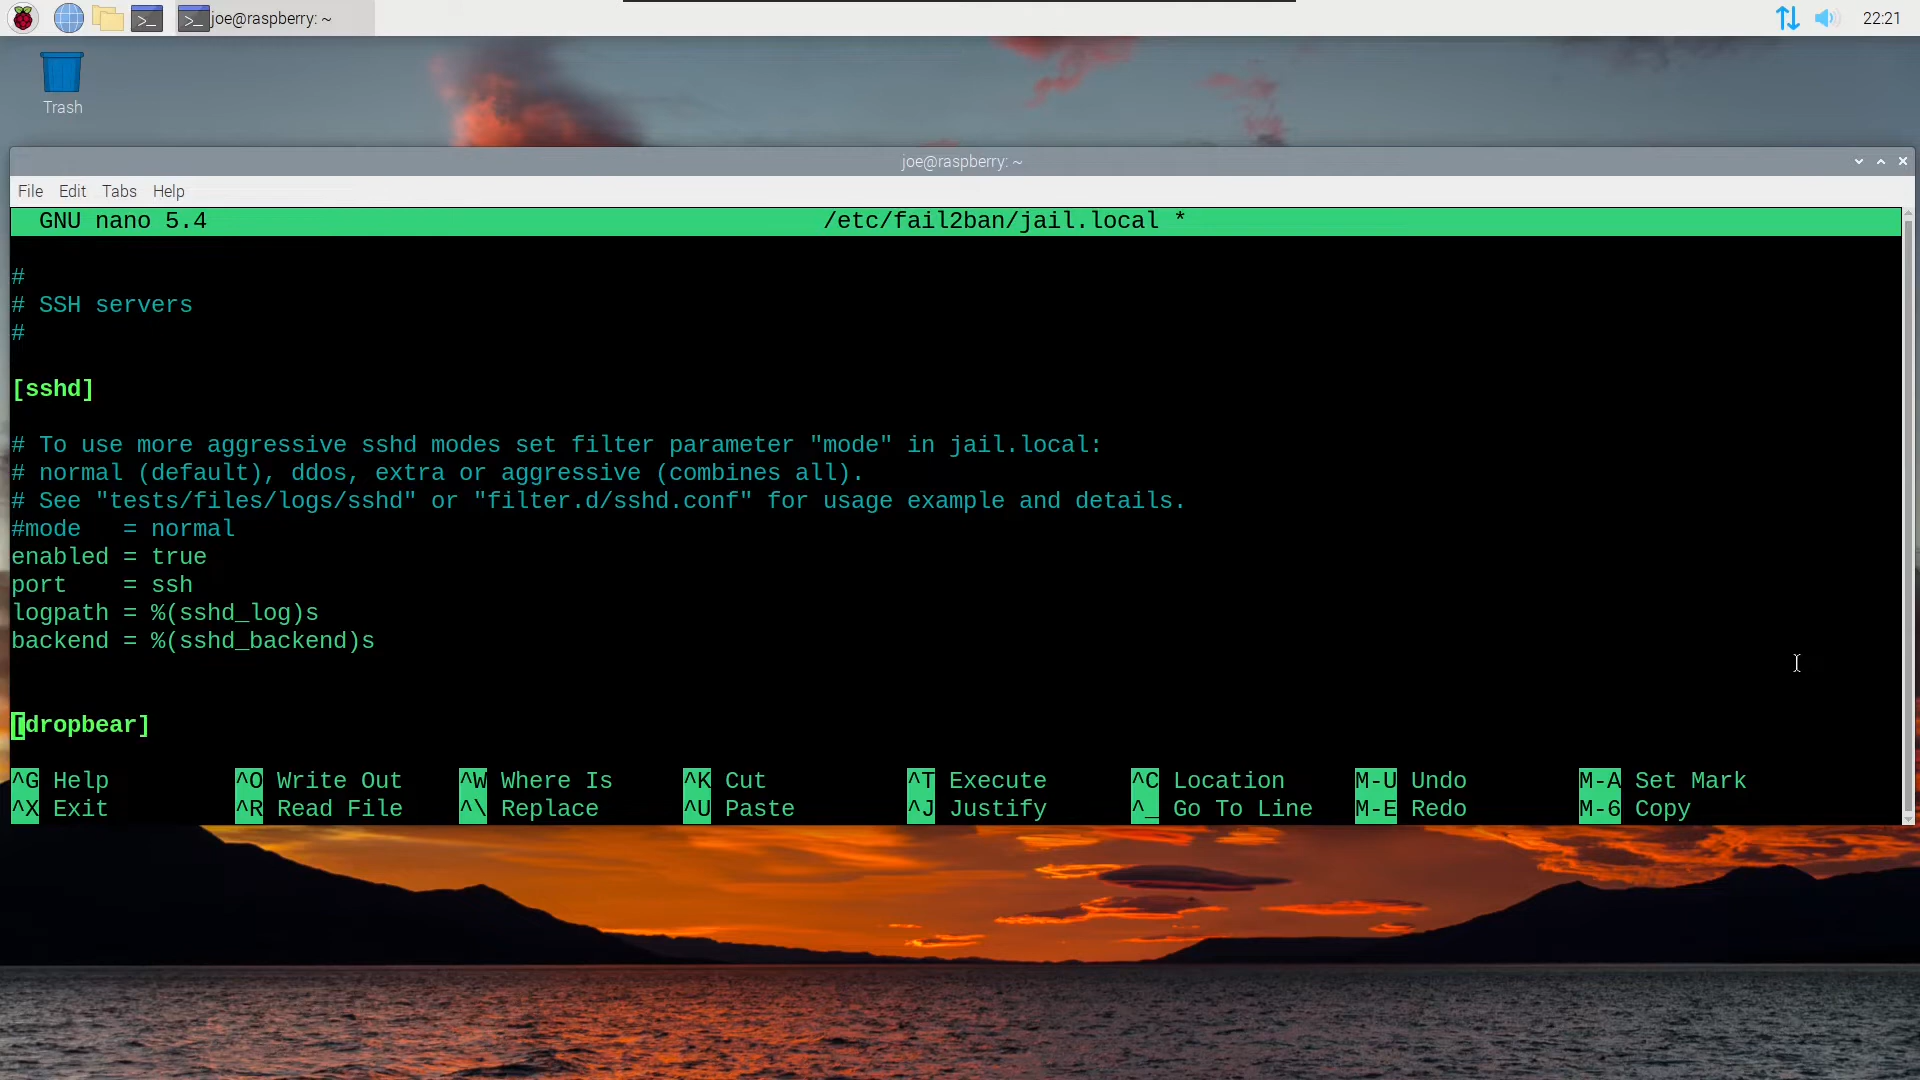 joe@raspberry: ~
22:21
Trash
joe@raspberry: ~
File Edit Tabs Help
GNU nano 5.4 /etc/fail2ban/jail.local *
#
# SSH servers
#
[sshd]
# To use more aggressive sshd modes set filter parameter "mode" in jail.local:
# normal (default), ddos, extra or aggressive (combines all).
# See "tests/files/logs/sshd" or "filter.d/sshd.conf" for usage example and details.
#mode   = normal
enabled = true
port    = ssh
logpath = %(sshd_log)s
backend = %(sshd_backend)s
[dropbear]
^G Help ^O Write Out ^W Where Is ^K Cut ^T Execute ^C Location M-U Undo M-A Set Mark
^X Exit ^R Read File ^\ Replace ^U Paste ^J Justify ^_ Go To Line M-E Redo M-6 Copy